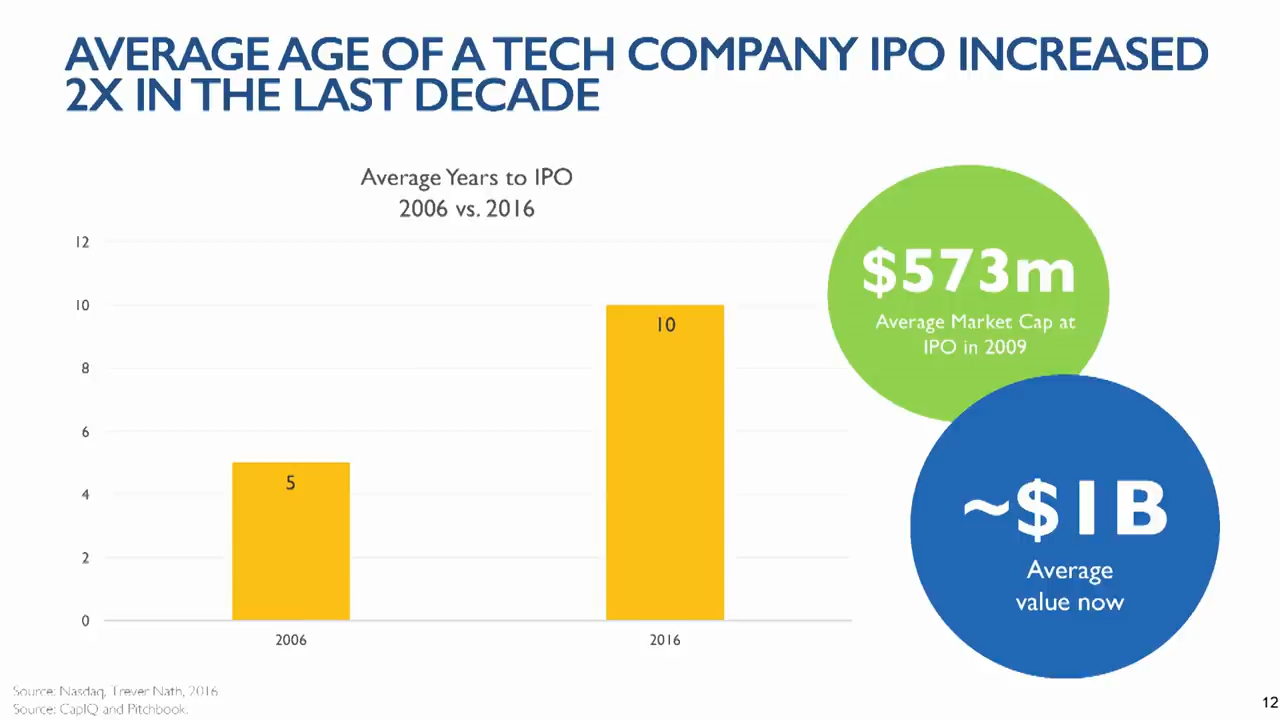 AVERAGE AGE OF A TECH COMPANY IPO INCREASED
2X IN THE LAST DECADE
Average Years to IPO
2006 vs. 2016
12
10
8
6
4
2
0
5
10
2006
2016
$573m
Average Market Cap at
IPO in 2009
~$1B
Average
value now
Source: Nasdaq, Trever Nath, 2016
Source: CapIQ and Pitchbook.
12